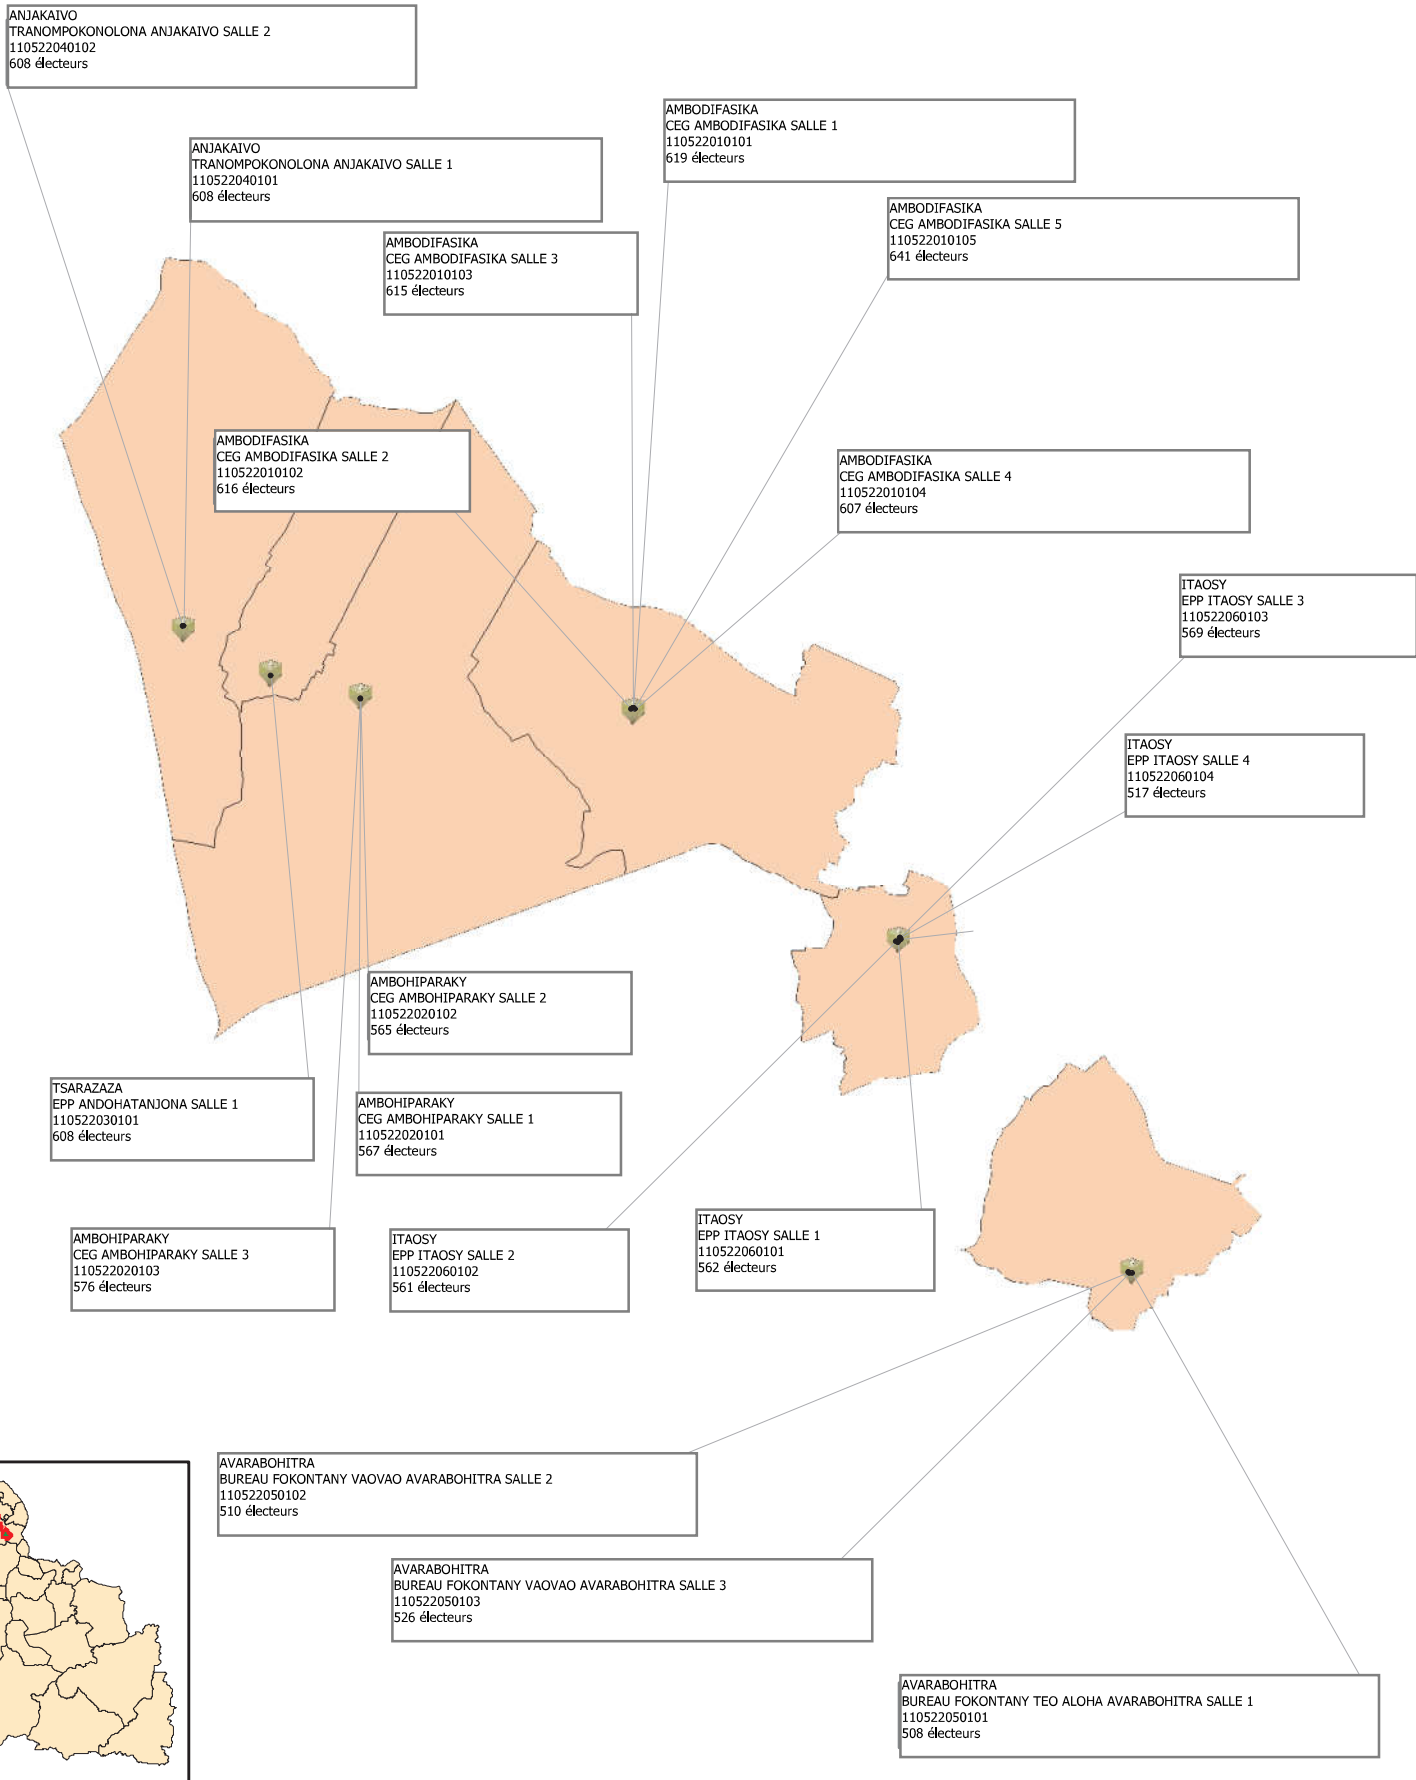 ANJAKAIVO
TRANOMPOKONOLONA ANJAKAIVO SALLE 2
110522040102
608 électeurs
AMBODIFASIKA
CEG AMBODIFASIKA SALLE 1
110522010101
619 électeurs
ANJAKAIVO
TRANOMPOKONOLONA ANJAKAIVO SALLE 1
110522040101
608 électeurs
AMBODIFASIKA
CEG AMBODIFASIKA SALLE 5
110522010105
641 électeurs
AMBODIFASIKA
CEG AMBODIFASIKA SALLE 3
110522010103
615 électeurs
AMBODIFASIKA
CEG AMBODIFASIKA SALLE 2
110522010102
616 électeurs
AMBODIFASIKA
CEG AMBODIFASIKA SALLE 4
110522010104
607 électeurs
ITAOSY
EPP ITAOSY SALLE 3
110522060103
569 électeurs
ITAOSY
EPP ITAOSY SALLE 4
110522060104
517 électeurs
AMBOHIPARAKY
CEG AMBOHIPARAKY SALLE 2
110522020102
565 électeurs
TSARAZAZA
EPP ANDOHATANJONA SALLE 1
110522030101
608 électeurs
AMBOHIPARAKY
CEG AMBOHIPARAKY SALLE 1
110522020101
567 électeurs
AMBOHIPARAKY
CEG AMBOHIPARAKY SALLE 3
110522020103
576 électeurs
ITAOSY
EPP ITAOSY SALLE 2
110522060102
561 électeurs
ITAOSY
EPP ITAOSY SALLE 1
110522060101
562 électeurs
AVARABOHITRA
BUREAU FOKONTANY VAOVAO AVARABOHITRA SALLE 2
110522050102
510 électeurs
AVARABOHITRA
BUREAU FOKONTANY VAOVAO AVARABOHITRA SALLE 3
110522050103
526 électeurs
AVARABOHITRA
BUREAU FOKONTANY TEO ALOHA AVARABOHITRA SALLE 1
110522050101
508 électeurs